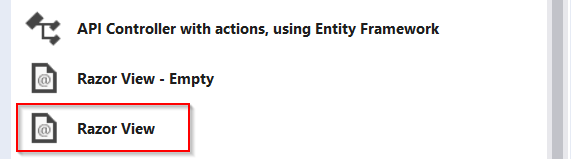 API Controller with actions, using Entity Framework
Razor View - Empty
Razor View